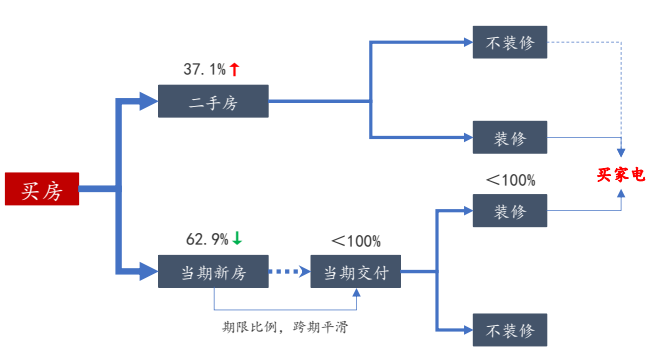 不装修
37.1%↑
二手房
装修
买家电
买房
<100%
装修
62.9%↓
<100%
当期新房
当期交付
期限比例，跨期平滑
不装修